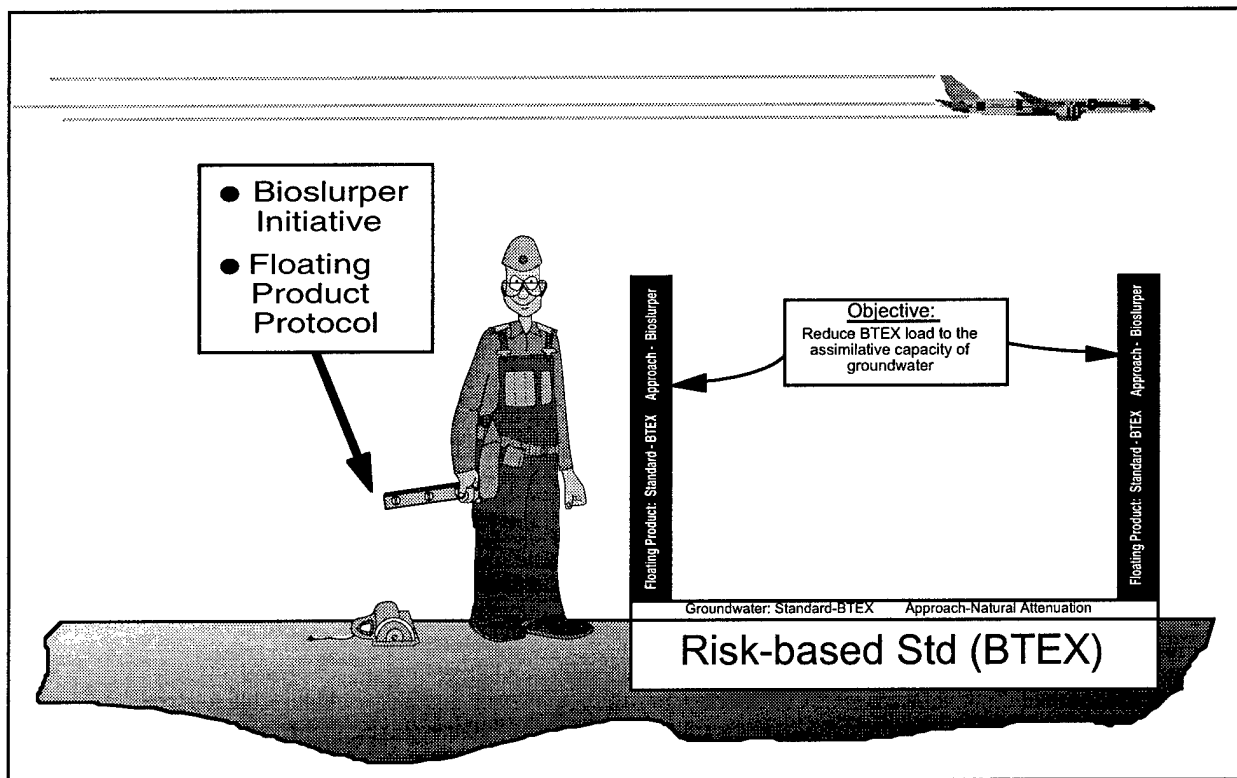 ● Bioslurper
Initiative
● Floating
Product
Protocol
Objective:
Reduce BTEX load to the
assimilative capacity of
groundwater
Floating Product: Standard - BTEX Approach - Bioslurper
Floating Product: Standard - BTEX Approach - Bioslurper
Groundwater: Standard-BTEX Approach-Natural Attenuation
Risk-based Std (BTEX)